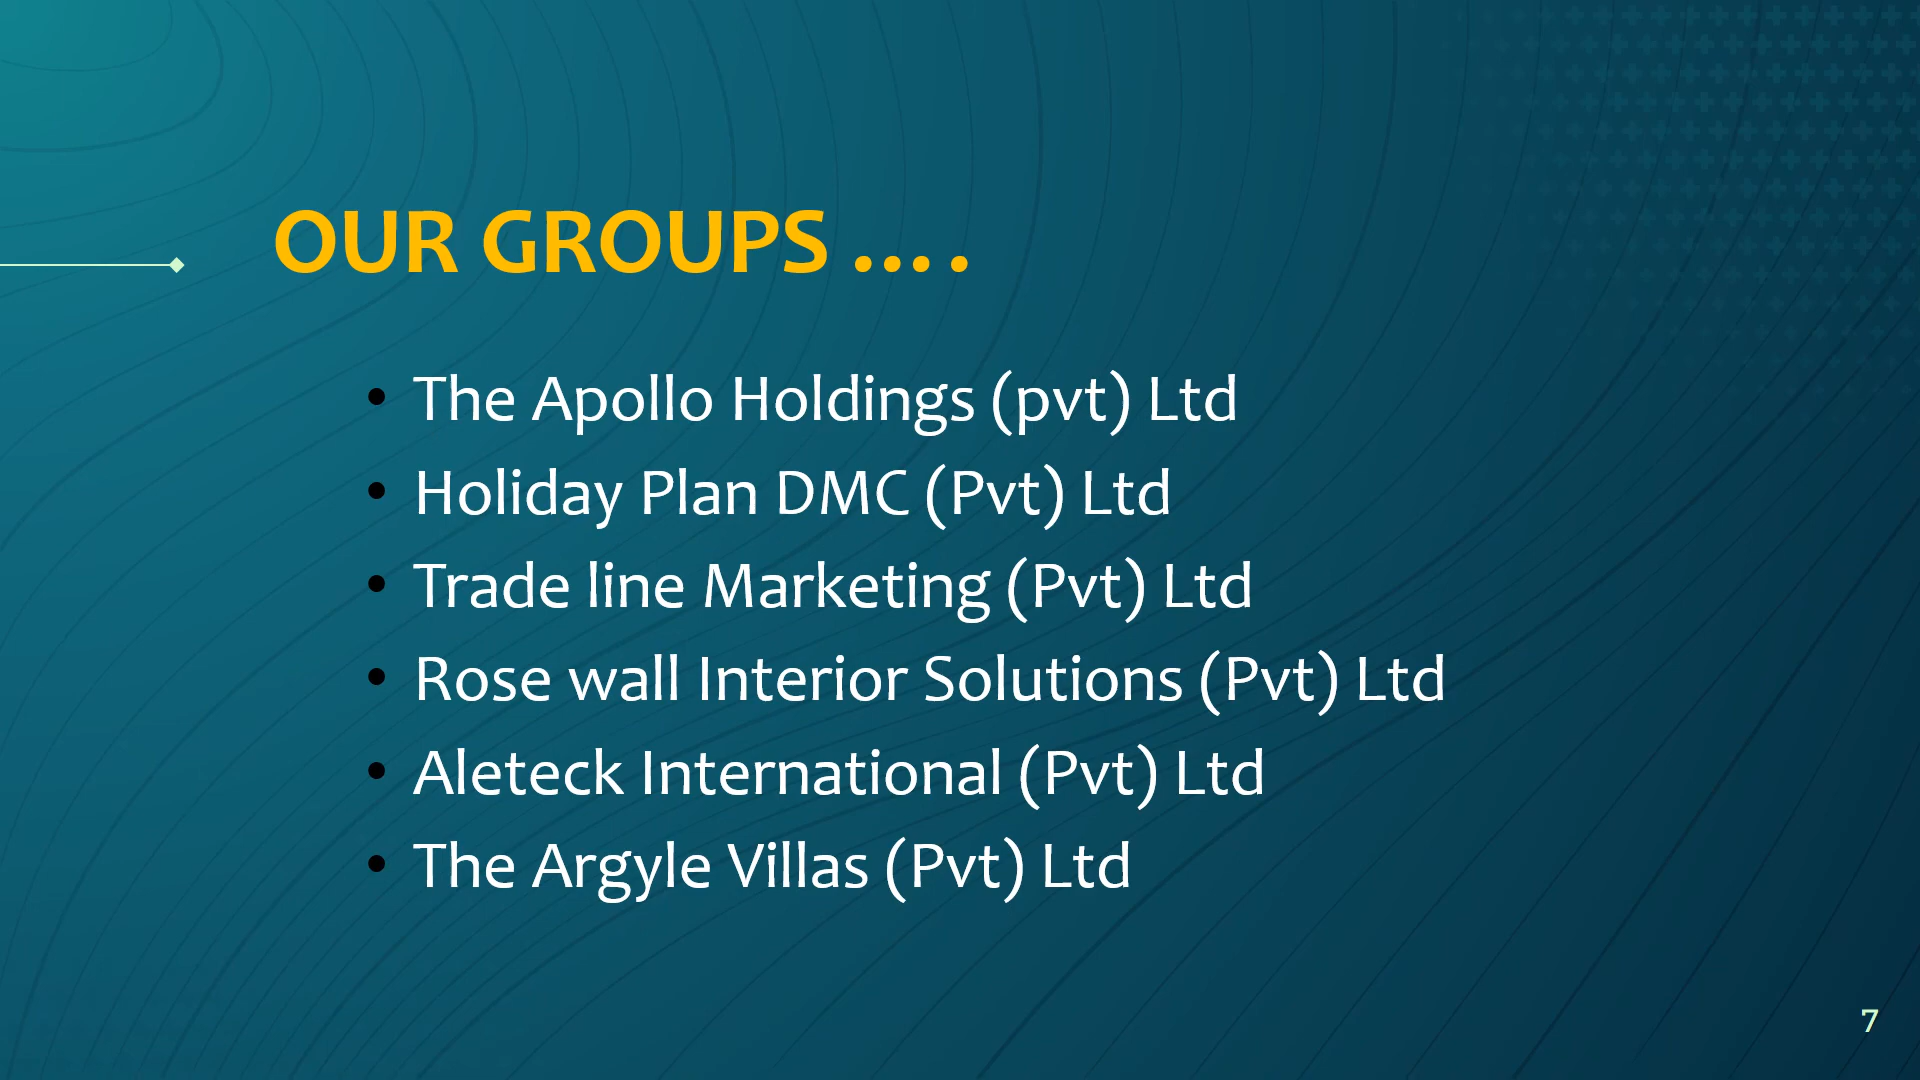 OUR GROUPS ....
• The Apollo Holdings (pvt) Ltd
• Holiday Plan DMC (Pvt) Ltd
• Trade line Marketing (Pvt) Ltd
• Rose wall Interior Solutions (Pvt) Ltd
• Aleteck International (Pvt) Ltd
• The Argyle Villas (Pvt) Ltd
7